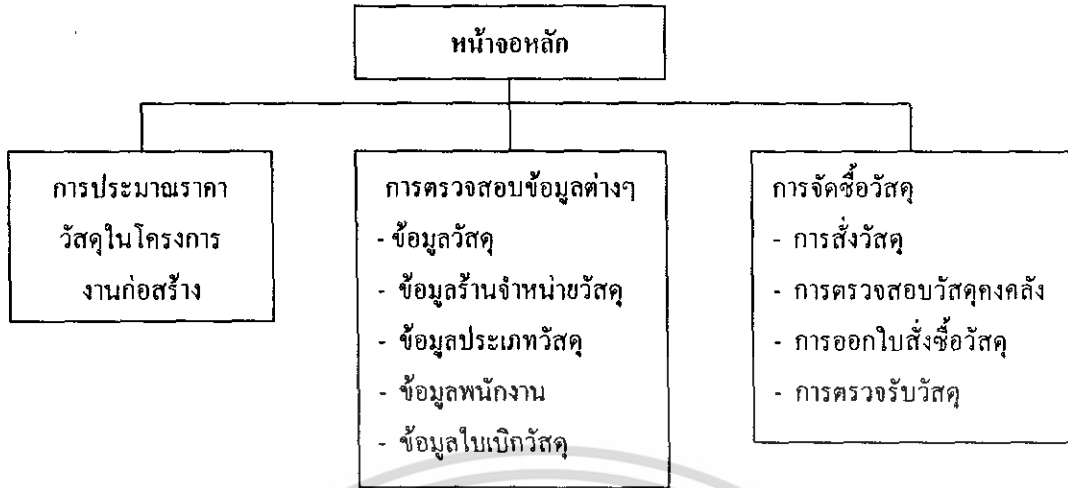 หน้าจอหลัก
การประมาณราคา
วัสดุในโครงการ
งานก่อสร้าง
การตรวจสอบข้อมูลต่างๆ
- ข้อมูลวัสดุ
- ข้อมูลร้านจำหน่ายวัสดุ
- ข้อมูลประเภทวัสดุ
- ข้อมูลพนักงาน
- ข้อมูลใบเบิกวัสดุ
การจัดซื้อวัสดุ
- การสั่งวัสดุ
- การตรวจสอบวัสดุคงคลัง
- การออกใบสั่งซื้อวัสดุ
- การตรวจรับวัสดุ